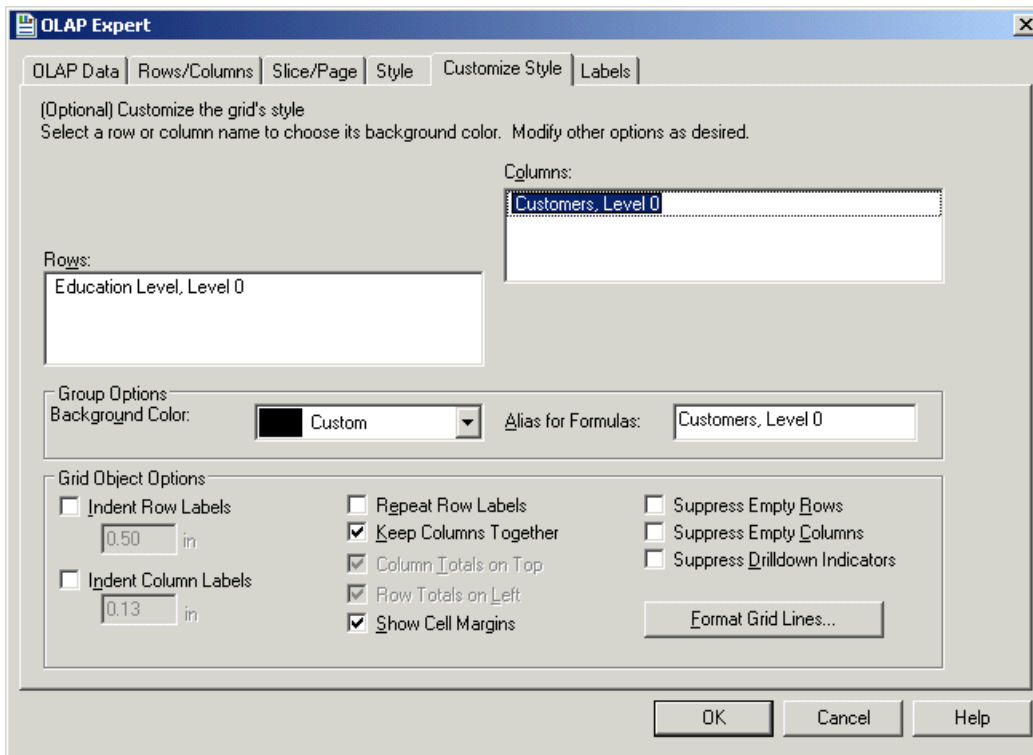 OLAP Expert
OLAP Data Rows/Columns Slice/Page Style Customize Style Labels
(Optional) Customize the grid's style
Select a row or column name to choose its background color. Modify other options as desired.
Columns:
Customers, Level 0
Rows:
Education Level, Level 0
Group Options
Background Color: Custom Alias for Formulas: Customers, Level 0
Grid Object Options
Indent Row Labels
0.50 in
Indent Column Labels
0.13 in
Repeat Row Labels
Keep Columns Together
Column Totals on Top
Row Totals on Left
Show Cell Margins
Suppress Empty Rows
Suppress Empty Columns
Suppress Drilldown Indicators
Format Grid Lines...
OK Cancel Help